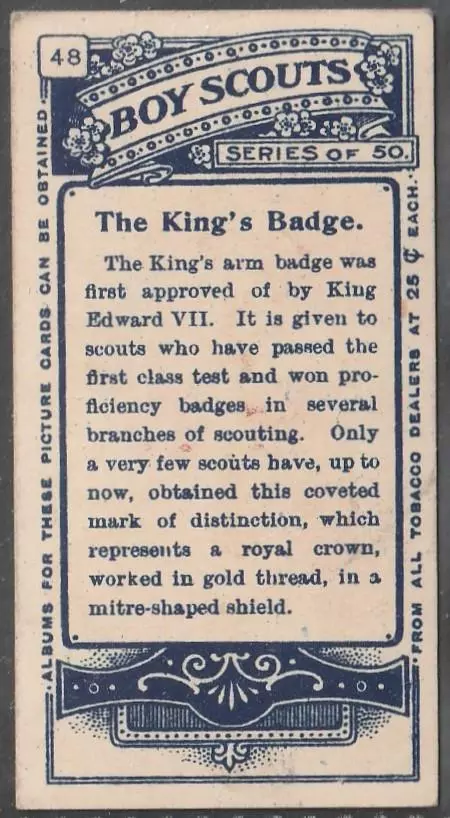 48
BOY SCOUTS
SERIES OF 50.
The King's Badge.
The King's arm badge was
first approved of by King
Edward VII. It is given to
scouts who have passed the
first class test and won pro-
ficiency badges in several
branches of scouting. Only
a very few scouts have, up to
now, obtained this coveted
mark of distinction, which
represents a royal crown,
worked in gold thread, in a
mitre-shaped shield.
·ALBUMS FOR THESE PICTURE CARDS CAN BE OBTAINED·
·FROM ALL TOBACCO DEALERS AT 25 ₵ EACH.·